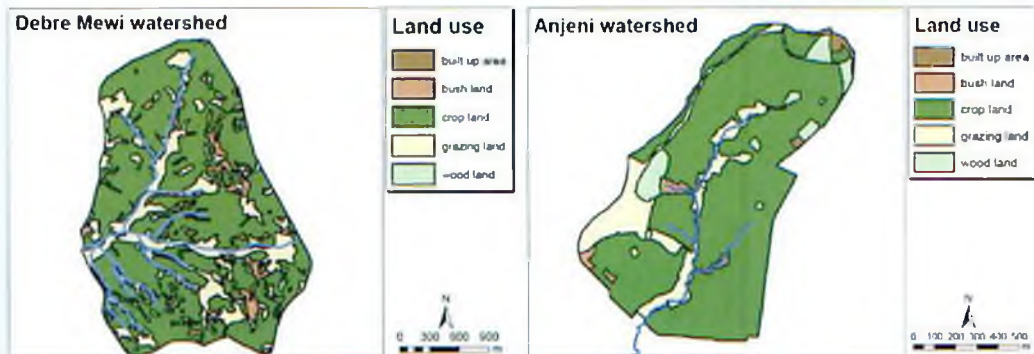 Debre Mewi watershed
Land use
built up area
bush land
crop land
grazing land
wood land
N
0 300 600 900
m
Anjeni watershed
Land use
built up area
bush land
crop land
grazing land
wood land
N
0 100 200 300 400 500
m